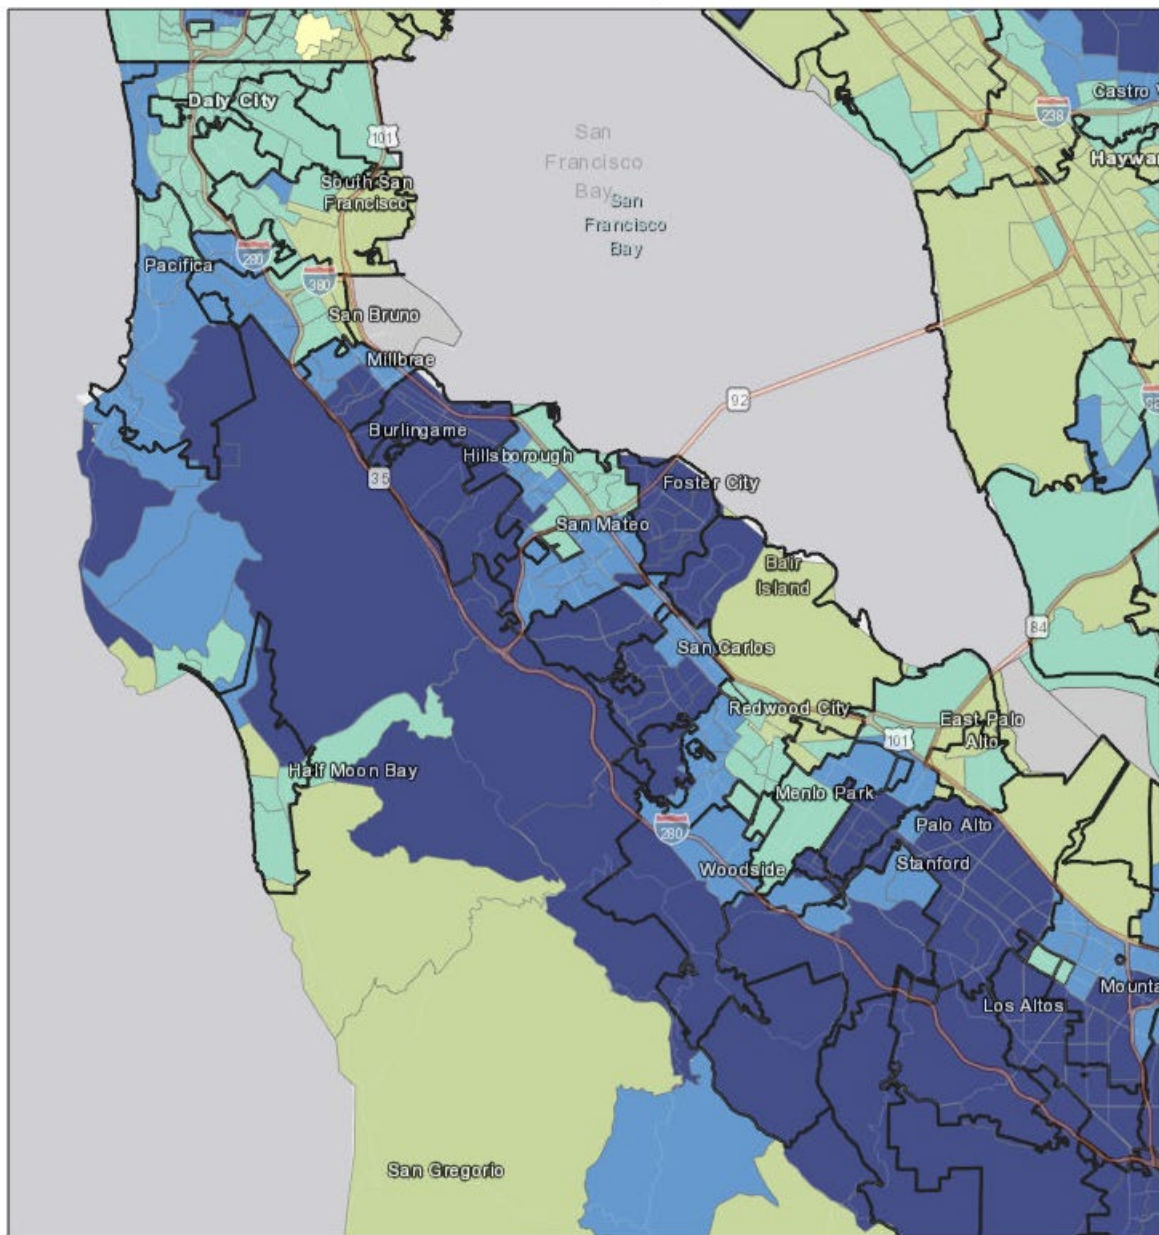 Castro V
238
Daly City
101
San
Francisco
Bay
Haywa
South San
Francisco
San
Francisco
Bay
Pacifica
280
380
San Bruno
Millbrae
92
Burlingame
Hillsborough
35
Foster City
San Mateo
Bair
Island
84
San Carlos
Redwood City
East Palo
Alto
101
Half Moon Bay
Menlo Park
280
Palo Alto
Woodside
Stanford
Mounta
Los Altos
San Gregorio